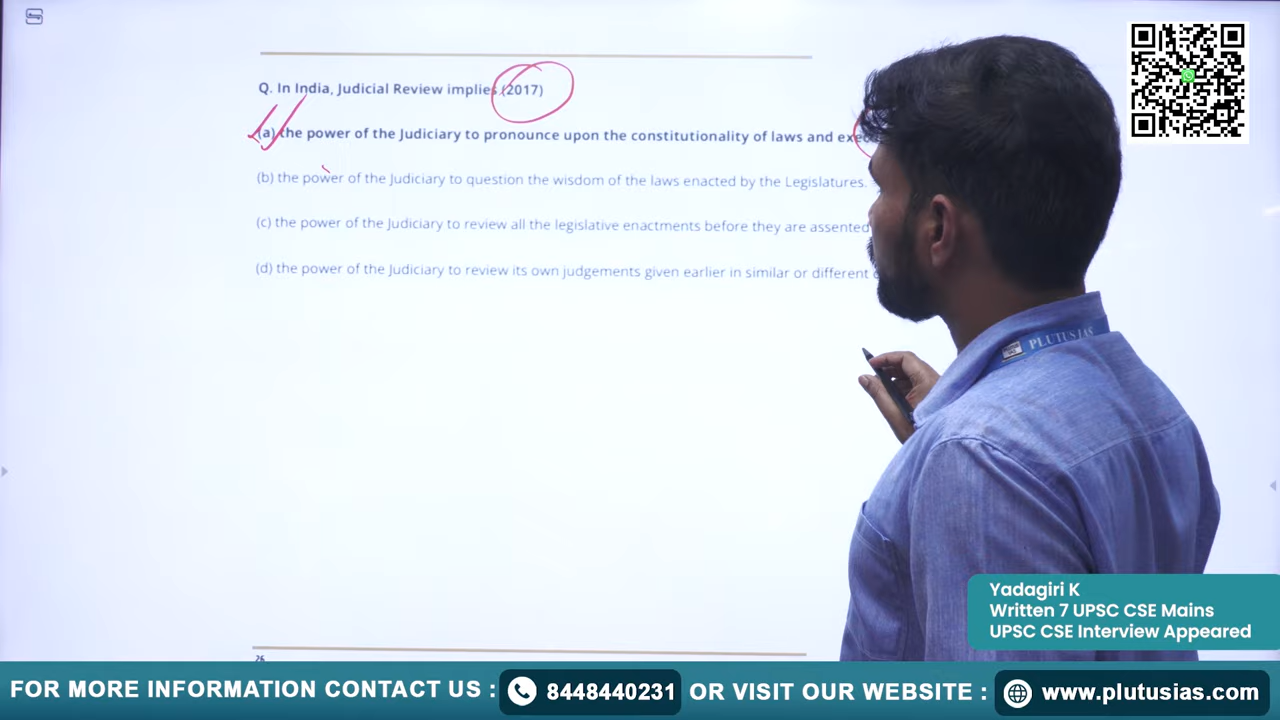 Q. In India, Judicial Review implies (2017)
(a) the power of the Judiciary to pronounce upon the constitutionality of laws and
(b) the power of the Judiciary to question the wisdom of the laws enacted by the Legislatures.
(c) the power of the Judiciary to review all the legislative enactments before they are assented
(d) the power of the Judiciary to review its own judgements given earlier in similar or different
PLUTUS IAS
Yadagiri K
Written 7 UPSC CSE Mains
UPSC CSE Interview Appeared
26
FOR MORE INFORMATION CONTACT US : 8448440231 OR VISIT OUR WEBSITE : www.plutusias.com